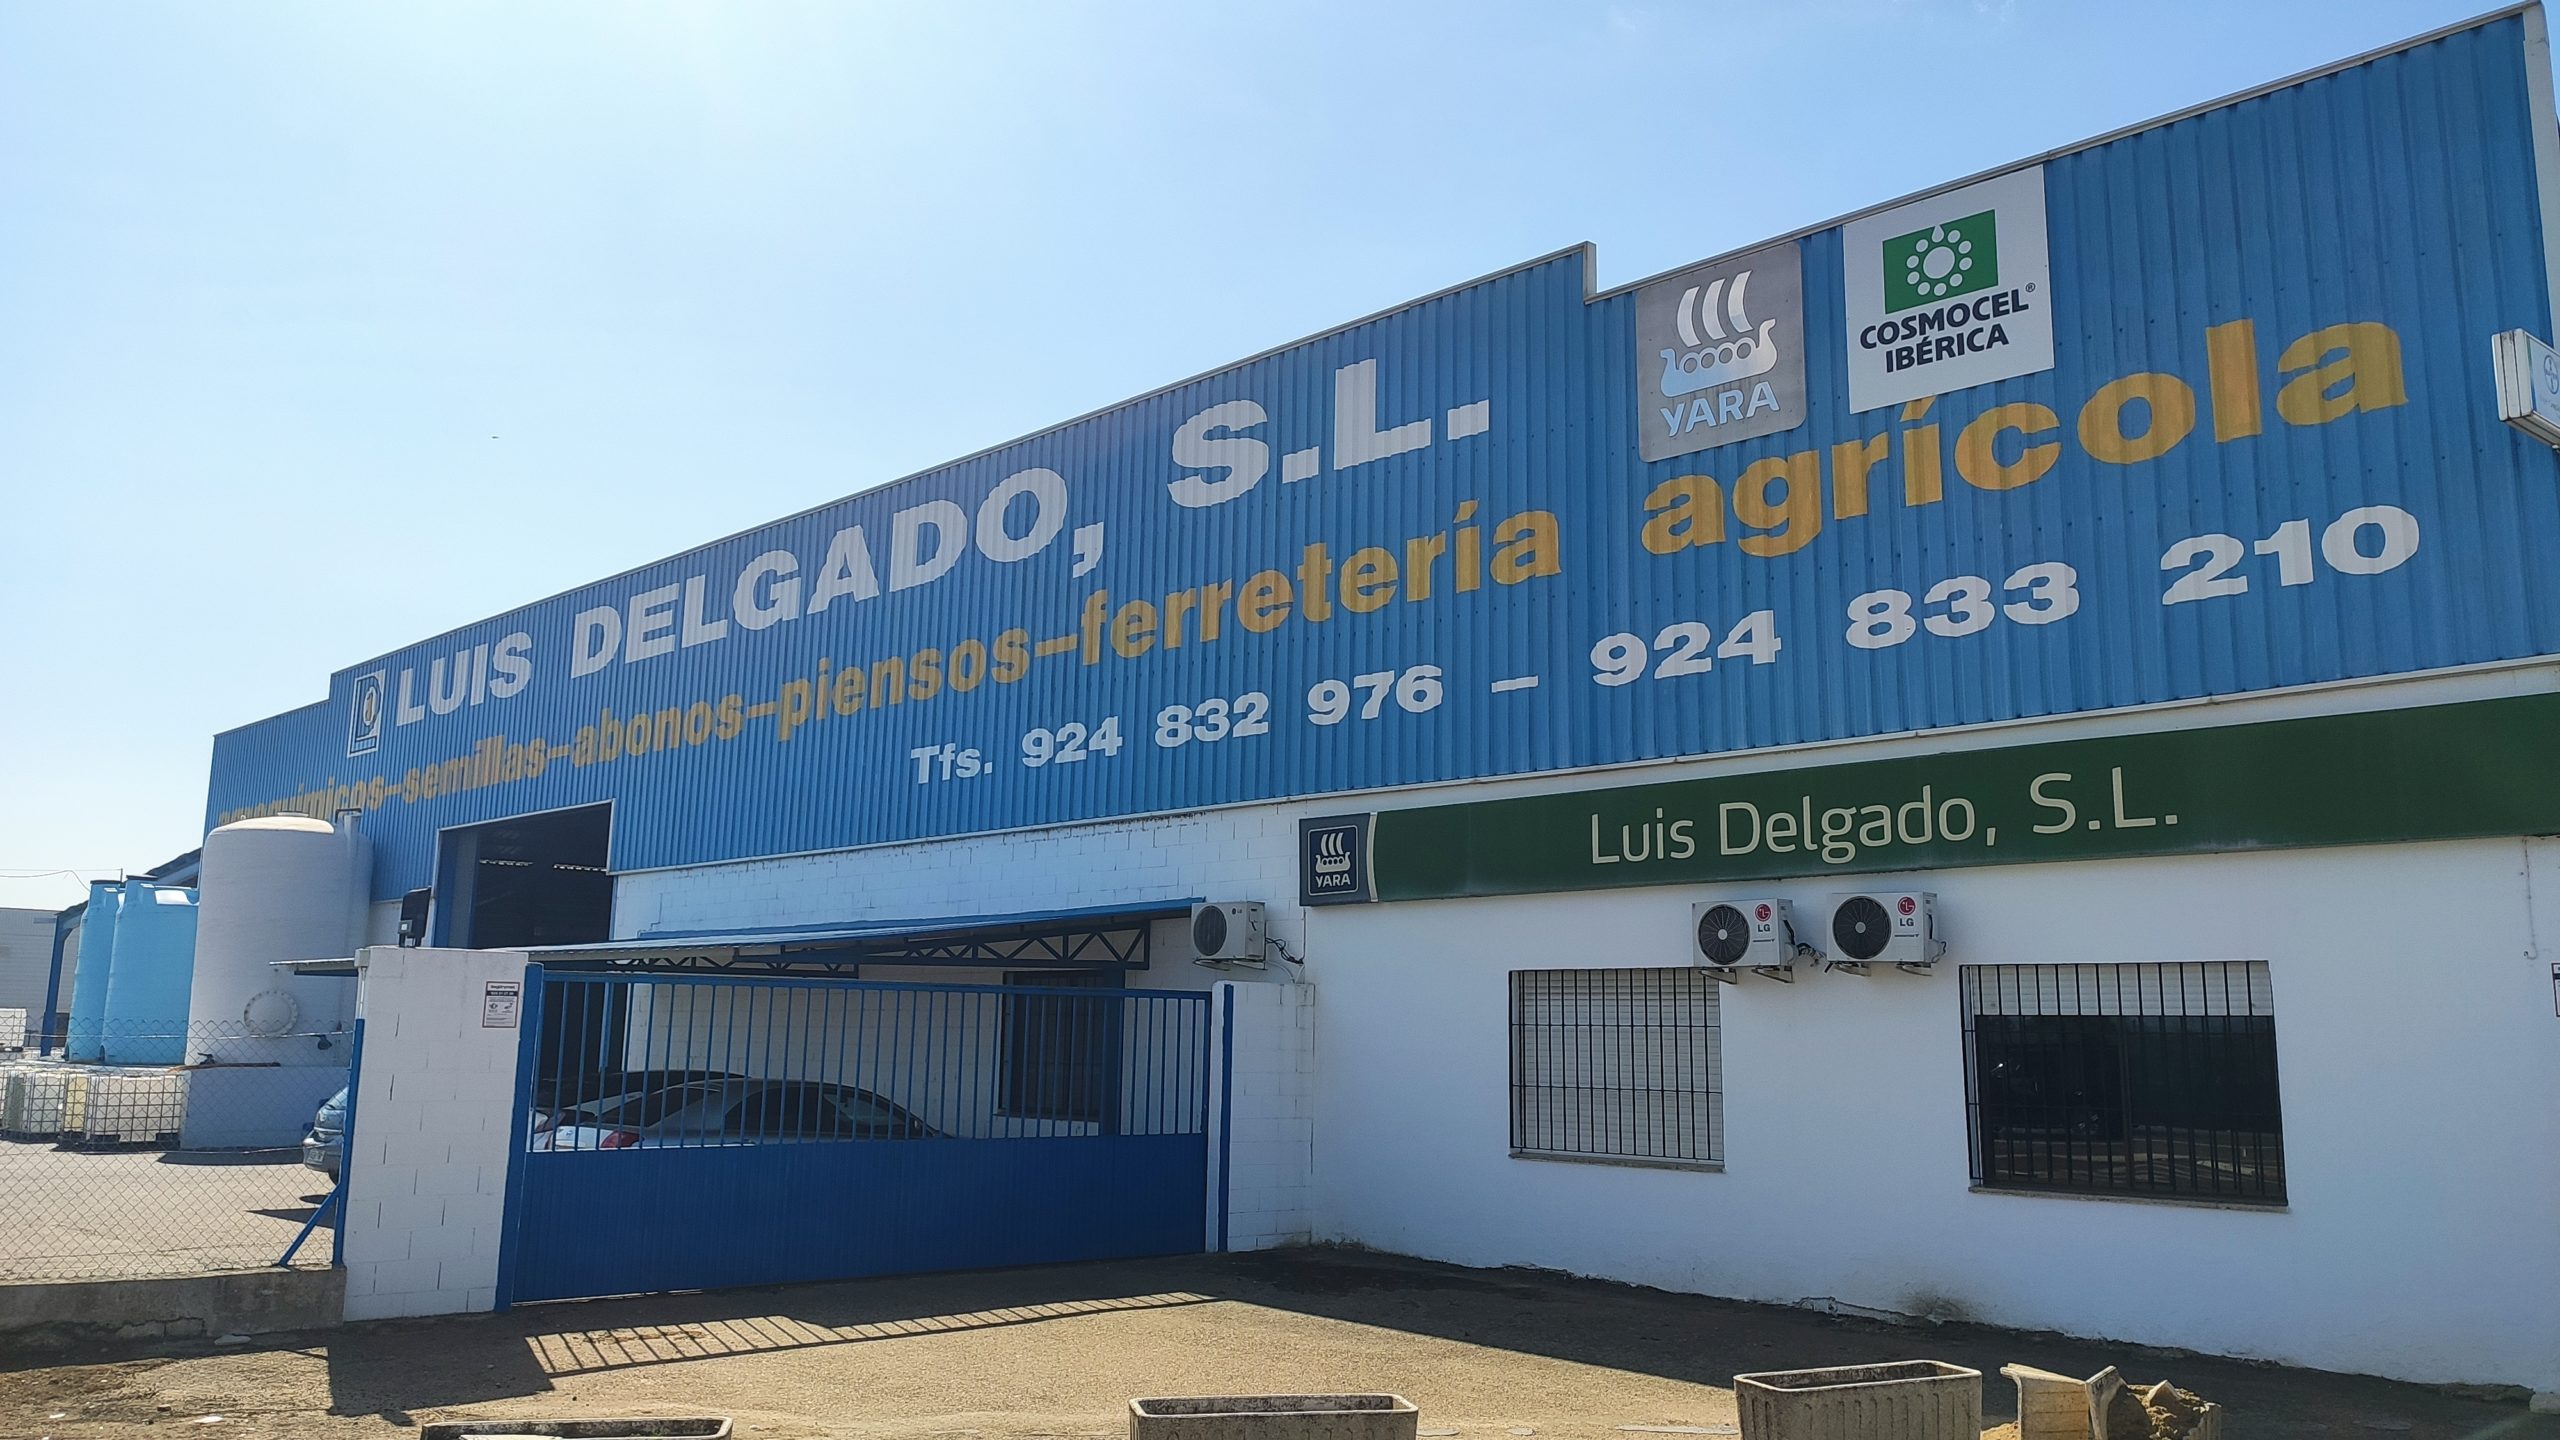 LUIS DELGADO, S.L.
YARA
COSMOCEL®
IBÉRICA
agroquímicos-semillas-abonos-piensos-ferretería agrícola
Tfs. 924 832 976 - 924 833 210
YARA
Luis Delgado, S.L.
LG
LG
LG